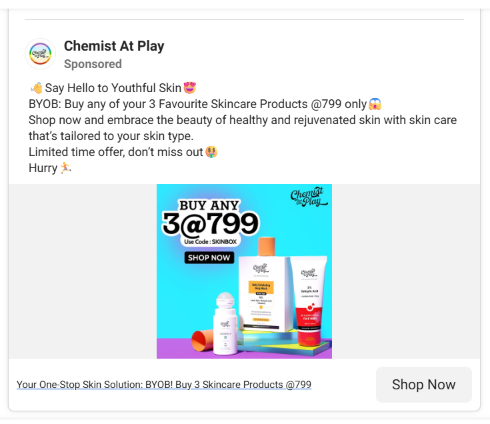 Chemist At Play
Sponsored
👋Say Hello to Youthful Skin😍
BYOB: Buy any of your 3 Favourite Skincare Products @799 only😱
Shop now and embrace the beauty of healthy and rejuvenated skin with skin care
that's tailored to your skin type.
Limited time offer, don't miss out🤑
Hurry🏃
Chemist
at Play
BUY ANY
3@799
Use Code : SKINBOX
SHOP NOW
Your One-Stop Skin Solution: BYOB! Buy 3 Skincare Products @799
Shop Now